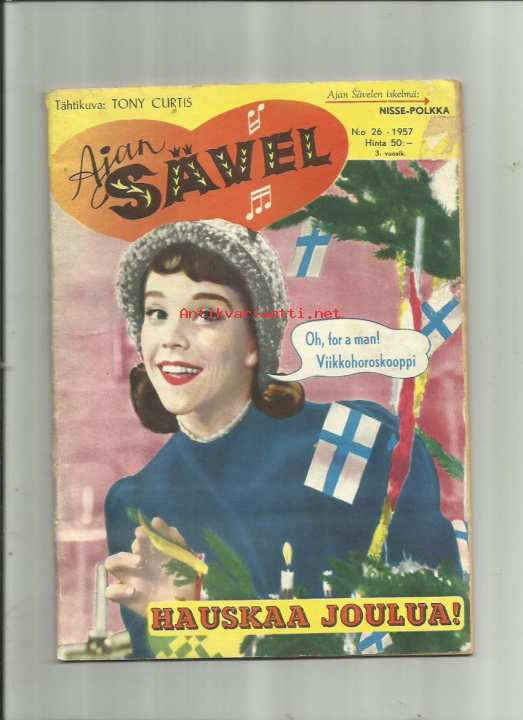 Tähtikuva: TONY CURTIS
Ajan Sävelen iskelmä:
NISSE-POLKKA
N:o 26 - 1957
Hinta 50:–
3. vuosik.
Ajan
SÄVEL
Antikvariaatti.net
Oh, for a man!
Viikkohoroskooppi
HAUSKAA JOULUA!